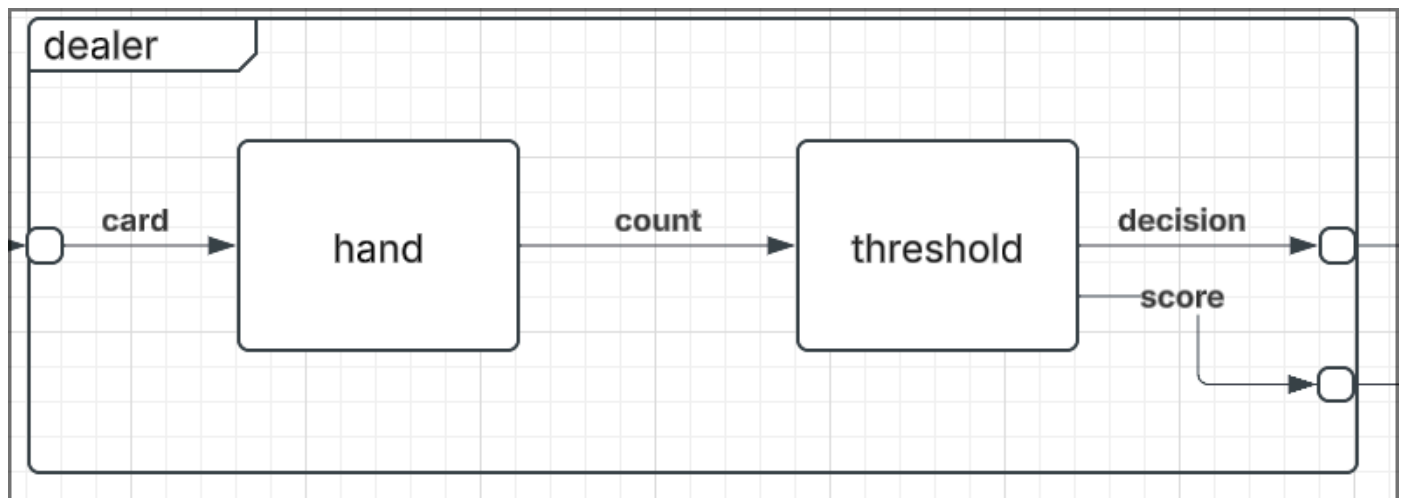 dealer
card
hand
count
threshold
decision
score